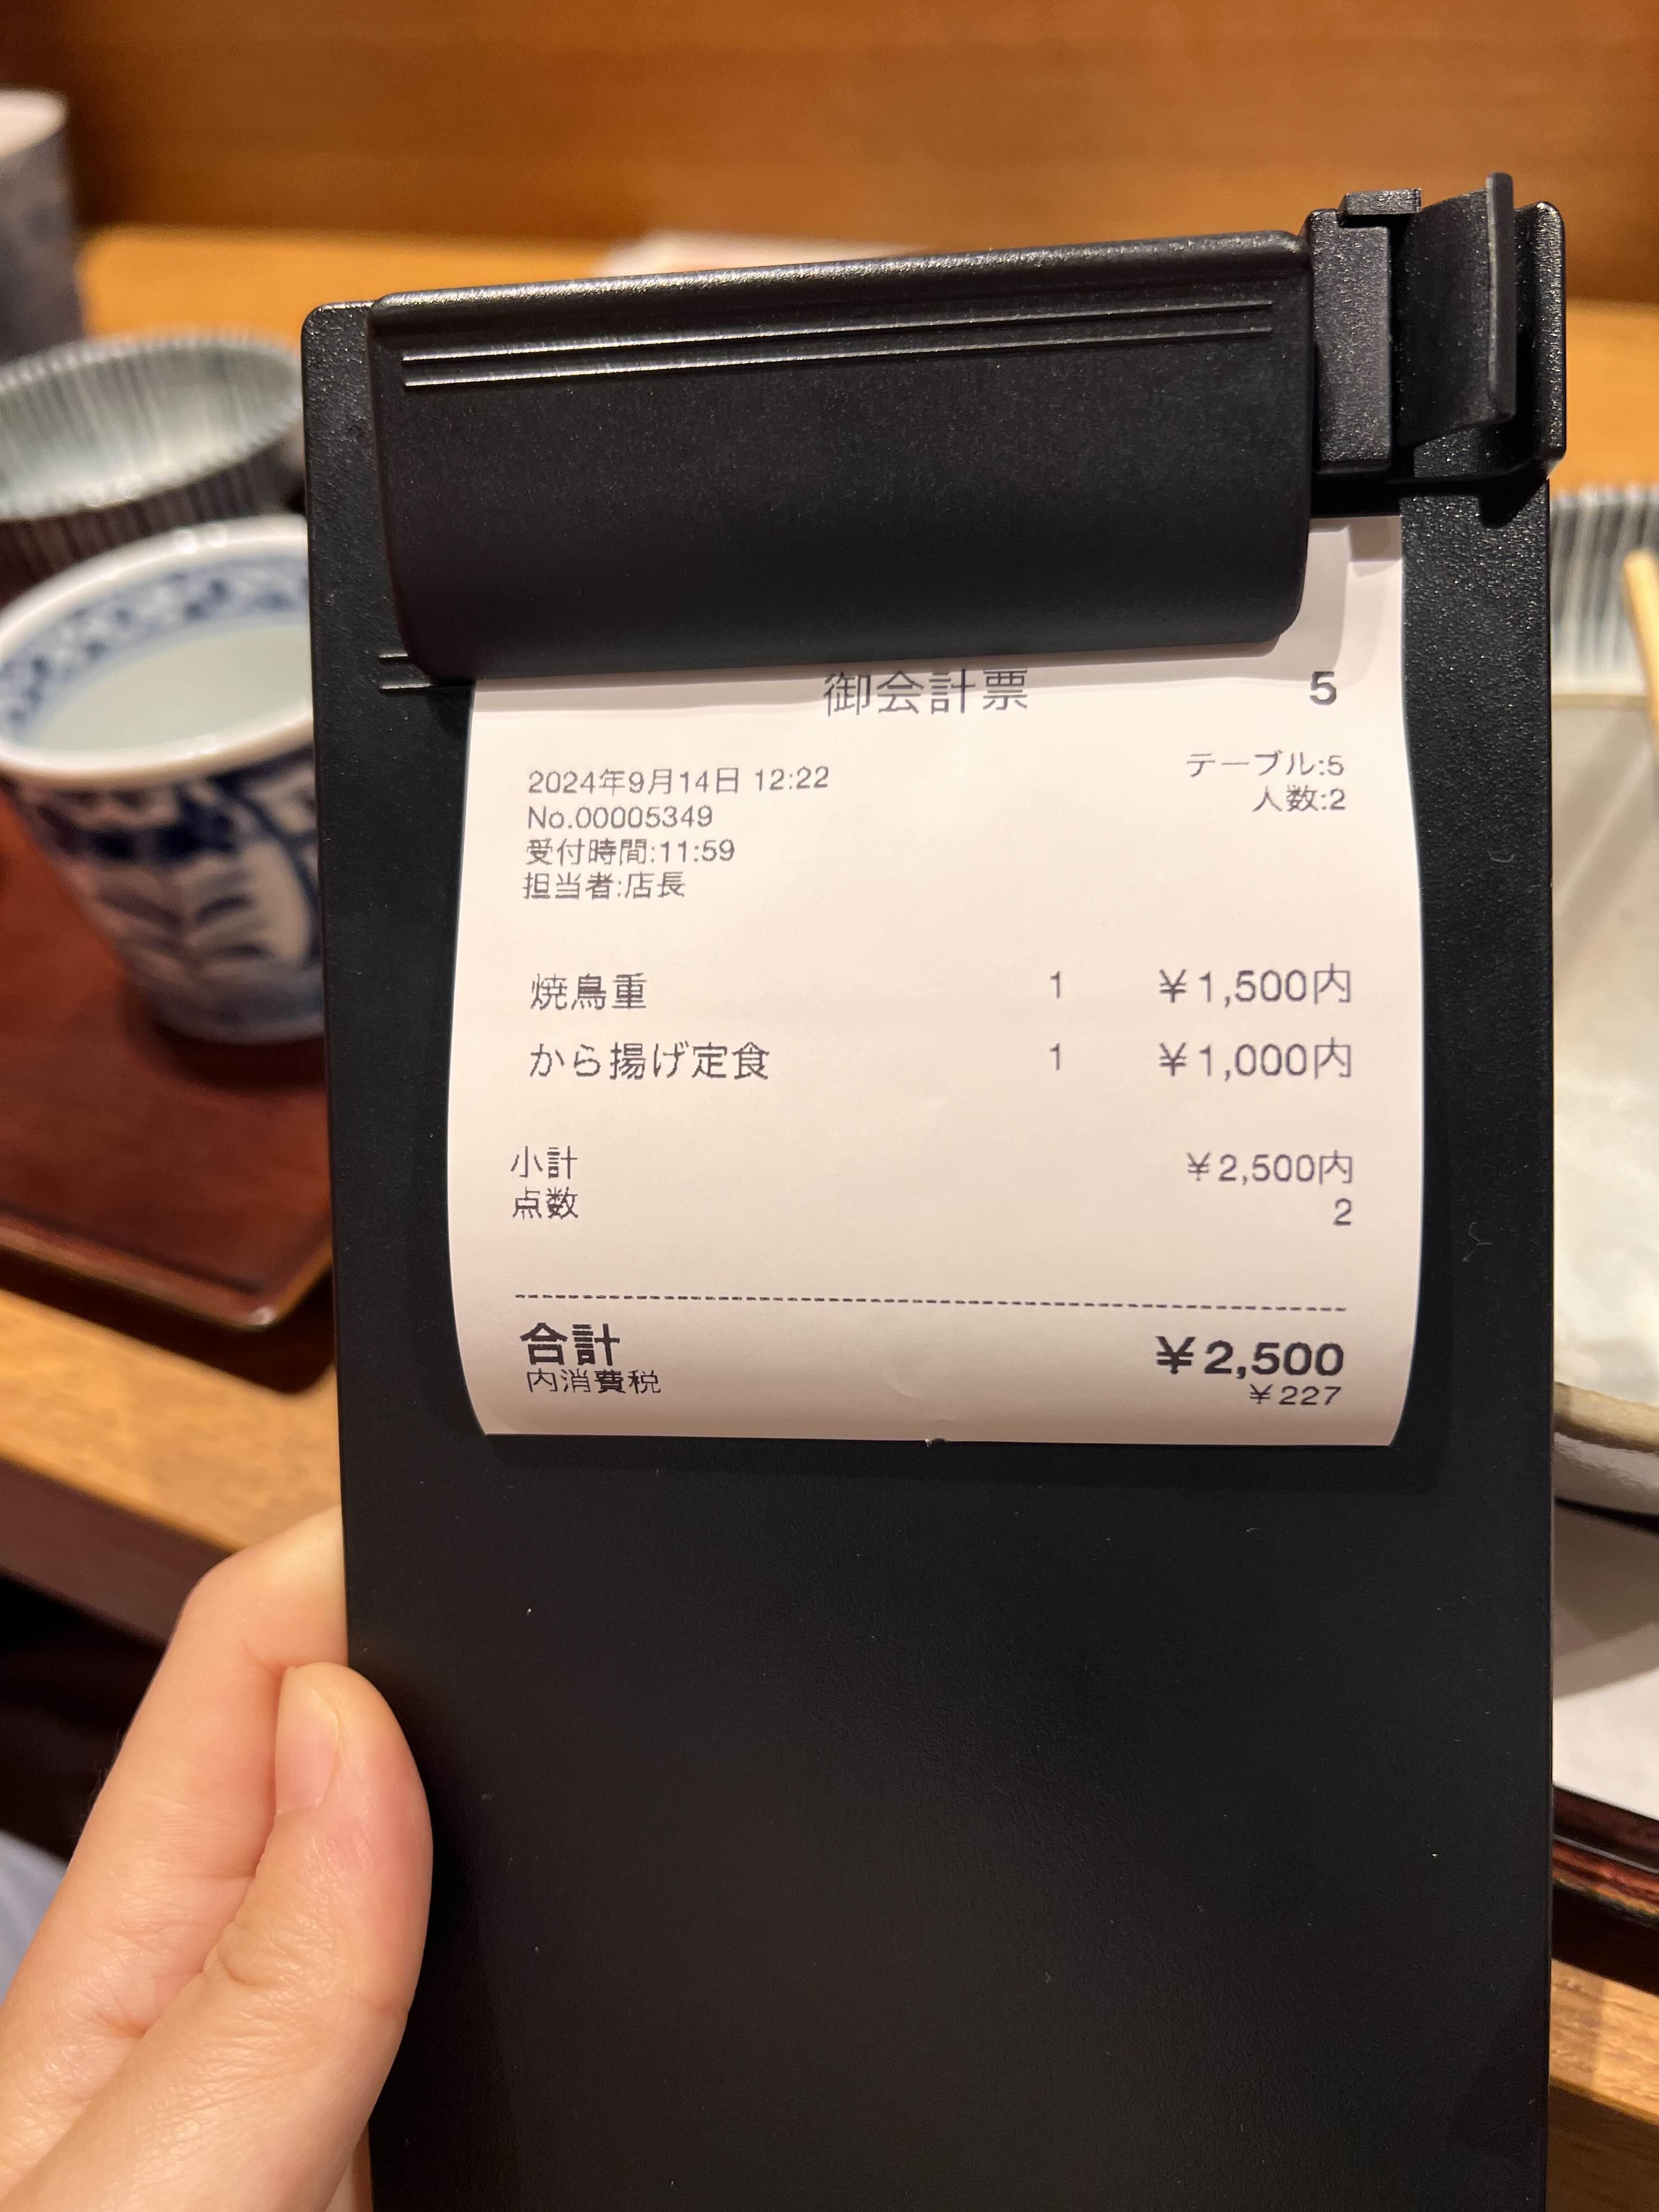 御会計票 5
2024年9月14日 12:22 テーブル:5
No.00005349 人数:2
受付時間:11:59
担当者:店長
焼鳥重 1 ¥1,500内
から揚げ定食 1 ¥1,000内
小計 ¥2,500内
点数 2
合計 ¥2,500
内消費税 ¥227